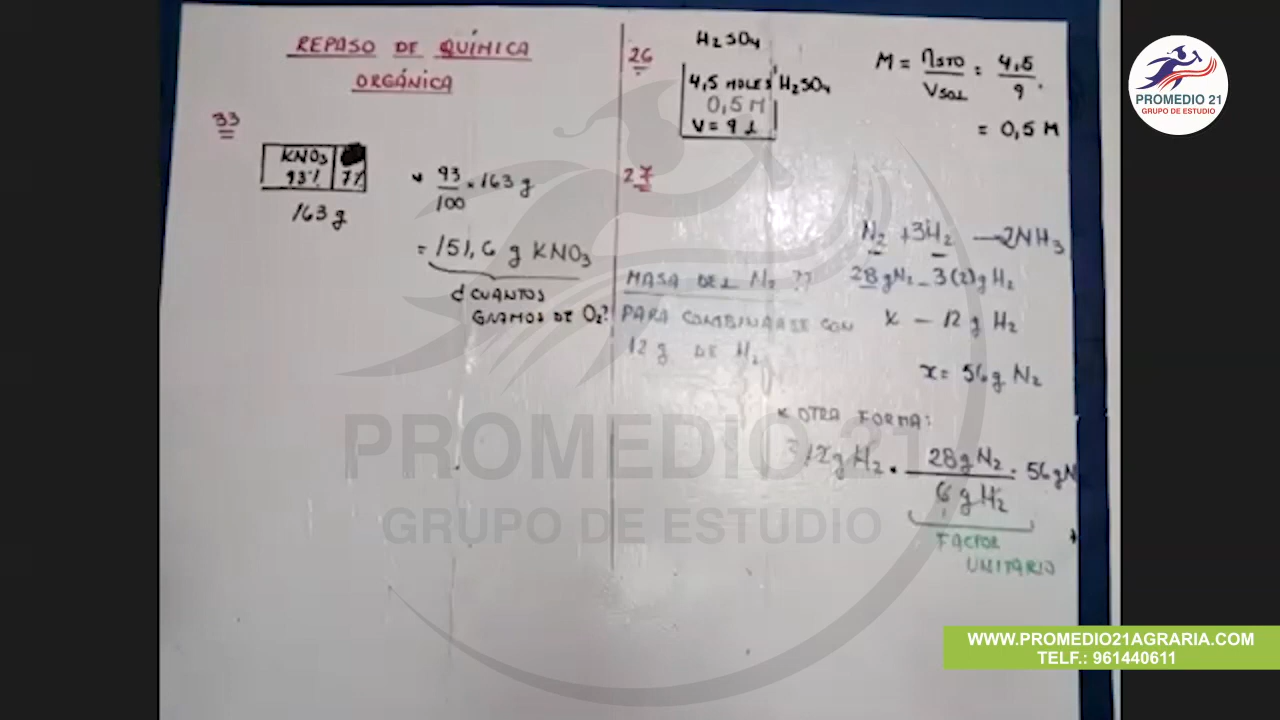 REPASO DE QUÍMICA
ORGÁNICA
33
KNO3
93% 7%
163 g
93/100 × 163 g
= 151,6 g KNO3
¿CUANTOS
GRAMOS DE O2?
26
H2SO4
4,5 MOLES H2SO4
0,5 M
V = 9 L
M = nSTO/VSOL = 4,5/9
= 0,5 M
27
N2 + 3H2 → 2NH3
MASA DEL N2 ??
PARA COMBINARSE CON
12 g DE H2
28 g N2 - 3(2) g H2
x - 12 g H2
x = 56 g N2
* OTRA FORMA:
12 g H2 . 28 g N2 / 6 g H2 = 56 g N
FACTOR
UNITARIO
PROMEDIO 21
GRUPO DE ESTUDIO
PROMEDIO 21
GRUPO DE ESTUDIO
WWW.PROMEDIO21AGRARIA.COM
TELF.: 961440611